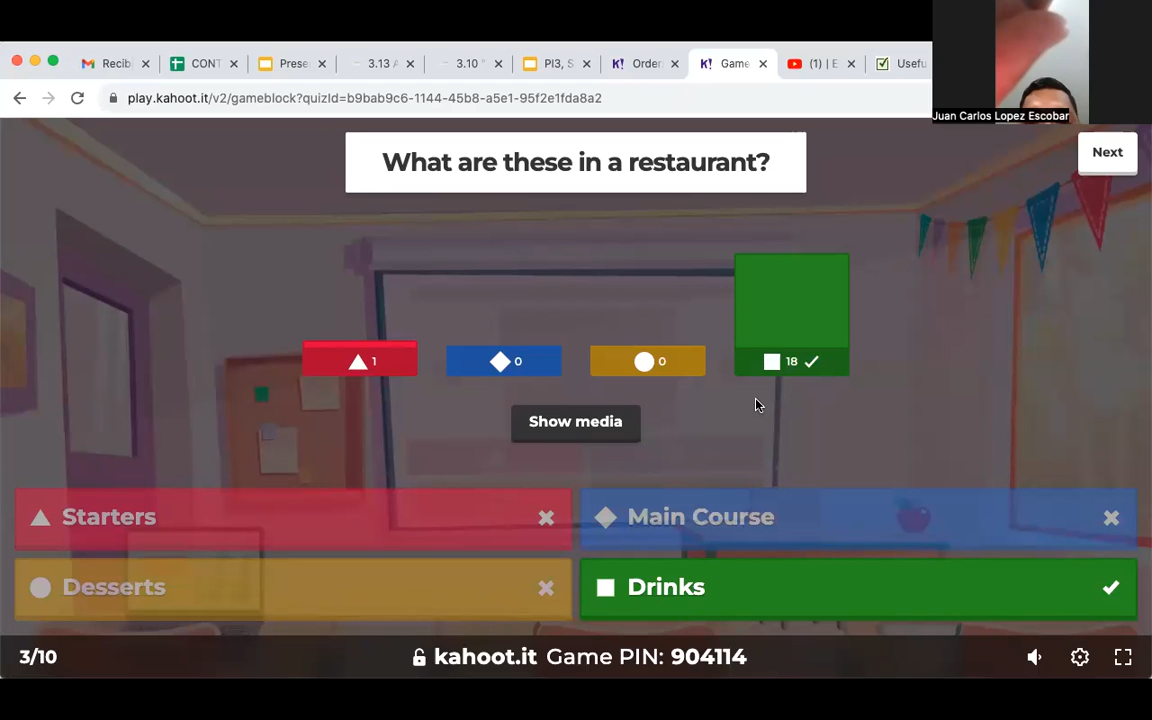 Recib
CONT
Prese
3.13 A
3.10 "
PI3, S
K! Order
K! Game
(1) | E
Usefu
play.kahoot.it/v2/gameblock?quizId=b9bab9c6-1144-45b8-a5e1-95f2e1fda8a2
Juan Carlos Lopez Escobar
What are these in a restaurant?
Next
1
0
0
18
Show media
Starters
Main Course
Desserts
Drinks
3/10
kahoot.it Game PIN: 904114